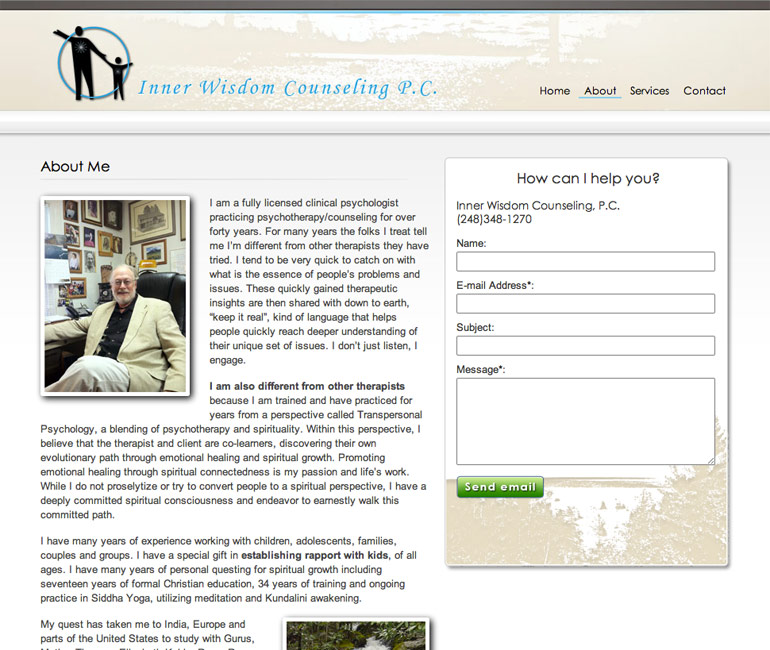 Inner Wisdom Counseling P.C.
Home About Services Contact
About Me
I am a fully licensed clinical psychologist
practicing psychotherapy/counseling for over
forty years. For many years the folks I treat tell
me I'm different from other therapists they have
tried. I tend to be very quick to catch on with
what is the essence of people's problems and
issues. These quickly gained therapeutic
insights are then shared with down to earth,
“keep it real”, kind of language that helps
people quickly reach deeper understanding of
their unique set of issues. I don't just listen, I
engage.
I am also different from other therapists
because I am trained and have practiced for
years from a perspective called Transpersonal
Psychology, a blending of psychotherapy and spirituality. Within this perspective, I
believe that the therapist and client are co-learners, discovering their own
evolutionary path through emotional healing and spiritual growth. Promoting
emotional healing through spiritual connectedness is my passion and life's work.
While I do not proselytize or try to convert people to a spiritual perspective, I have a
deeply committed spiritual consciousness and endeavor to earnestly walk this
committed path.
I have many years of experience working with children, adolescents, families,
couples and groups. I have a special gift in establishing rapport with kids, of all
ages. I have many years of personal questing for spiritual growth including
seventeen years of formal Christian education, 34 years of training and ongoing
practice in Siddha Yoga, utilizing meditation and Kundalini awakening.
My quest has taken me to India, Europe and
parts of the United States to study with Gurus,
How can I help you?
Inner Wisdom Counseling, P.C.
(248)348-1270
Name:
E-mail Address*:
Subject:
Message*:
Send email